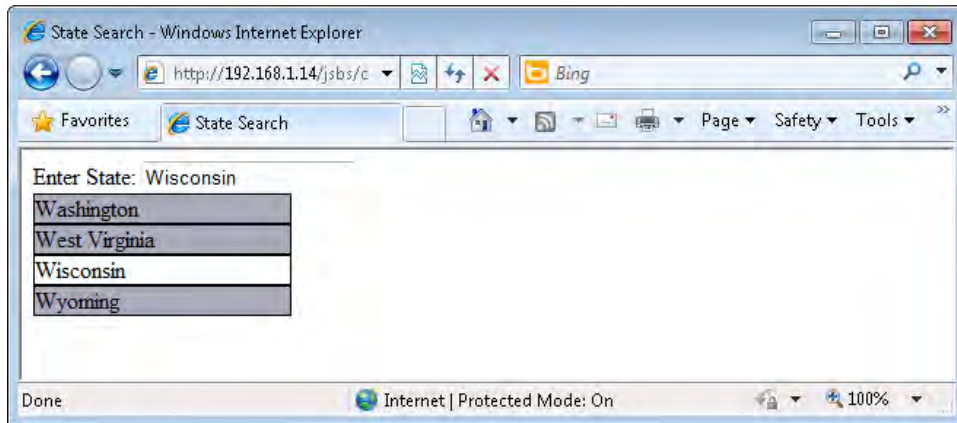 State Search - Windows Internet Explorer
http://192.168.1.14/jsbs/c
Bing
Favorites
State Search
Page
Safety
Tools
Enter State: Wisconsin
Washington
West Virginia
Wisconsin
Wyoming
Done
Internet | Protected Mode: On
100%